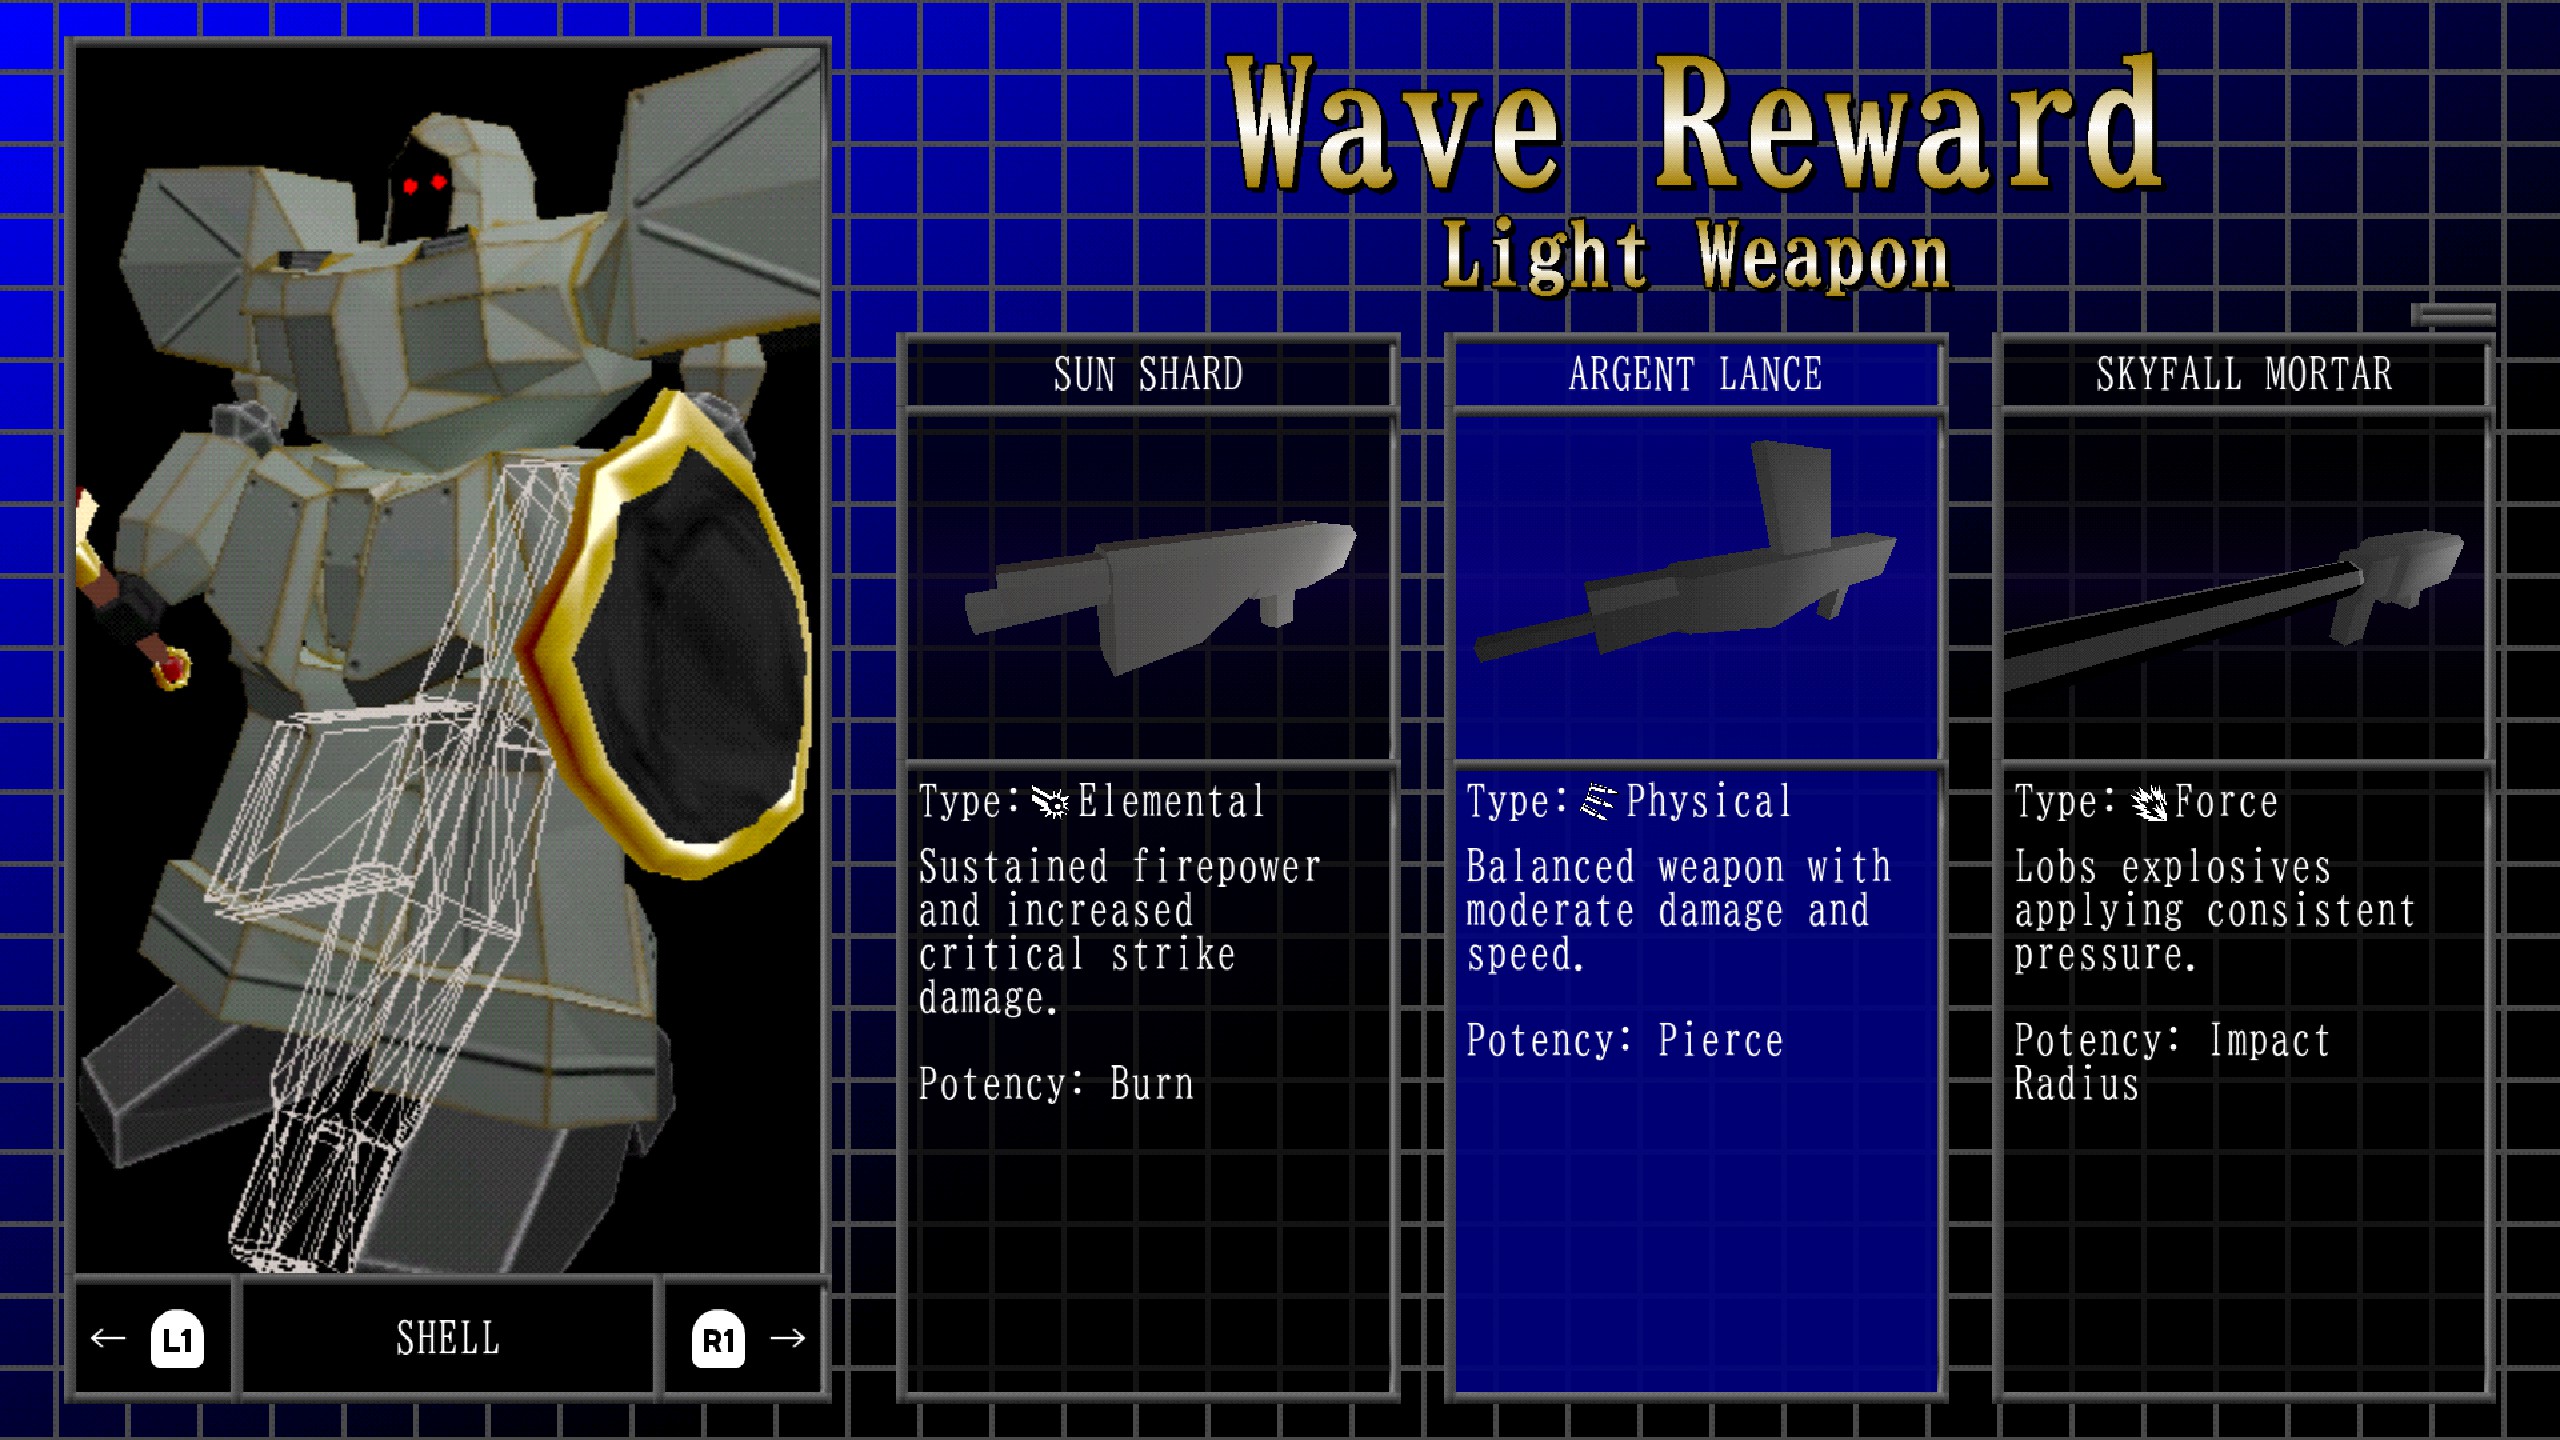 Wave Reward
Light Weapon
SUN SHARD
Type: Elemental
Sustained firepower
and increased
critical strike
damage.
Potency: Burn
ARGENT LANCE
Type: Physical
Balanced weapon with
moderate damage and
speed.
Potency: Pierce
SKYFALL MORTAR
Type: Force
Lobs explosives
applying consistent
pressure.
Potency: Impact
Radius
← L1
SHELL
R1 →